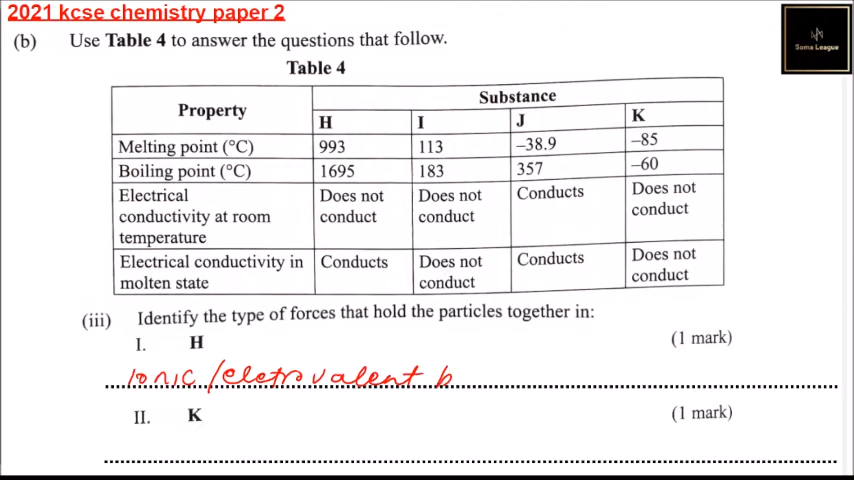 2021 kcse chemistry paper 2
Soma League
(b) Use Table 4 to answer the questions that follow.
Table 4
Property Substance
H I J K
Melting point (°C) 993 113 –38.9 –85
Boiling point (°C) 1695 183 357 –60
Electrical conductivity at room temperature Does not conduct Does not conduct Conducts Does not conduct
Electrical conductivity in molten state Conducts Does not conduct Conducts Does not conduct
(iii) Identify the type of forces that hold the particles together in:
I. H (1 mark)
Ionic /eletrovalent b
II. K (1 mark)